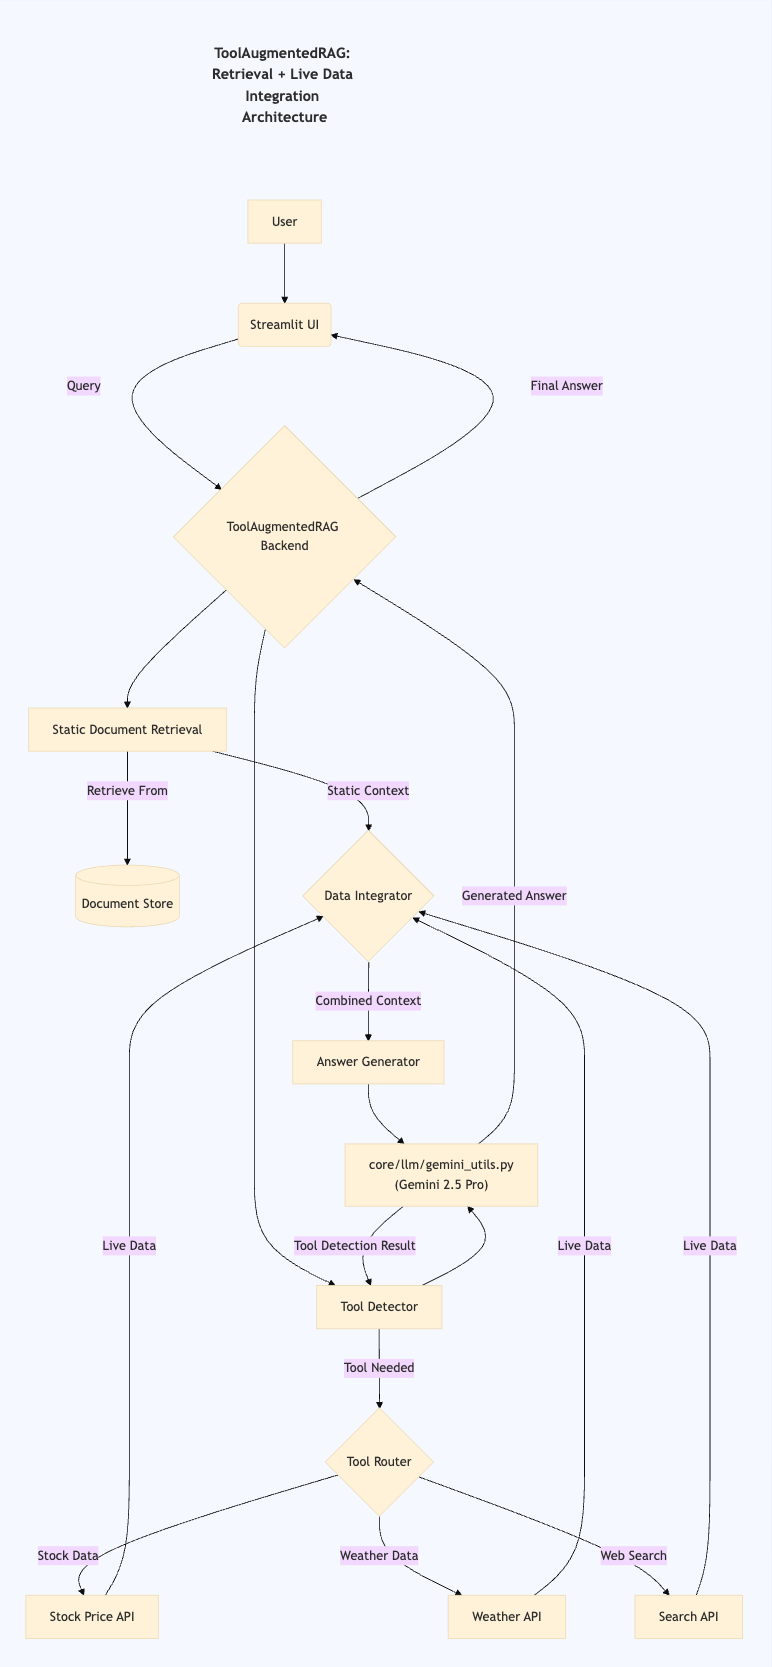 ToolAugmentedRAG:
Retrieval + Live Data
Integration
Architecture
User
Streamlit UI
Query
Final Answer
ToolAugmentedRAG
Backend
Static Document Retrieval
Retrieve From
Static Context
Document Store
Data Integrator
Generated Answer
Combined Context
Answer Generator
core/llm/gemini_utils.py
(Gemini 2.5 Pro)
Live Data
Tool Detection Result
Live Data
Live Data
Tool Detector
Tool Needed
Tool Router
Stock Data
Weather Data
Web Search
Stock Price API
Weather API
Search API